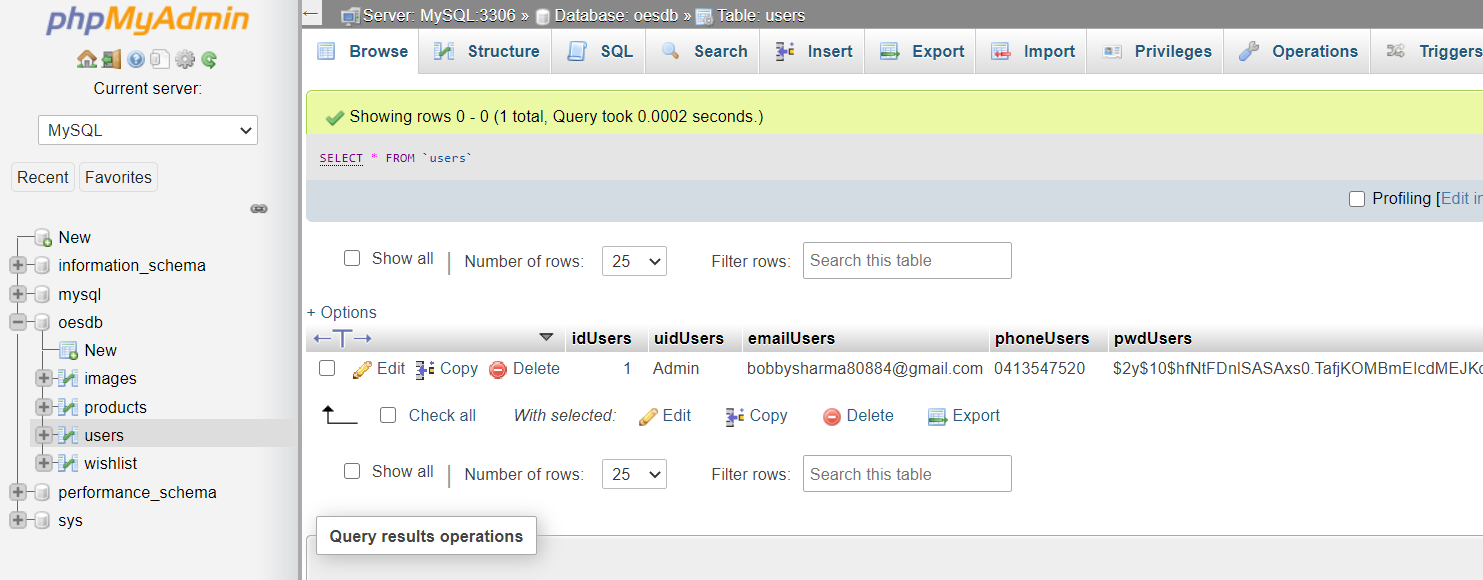 phpMyAdmin
Current server:
MySQL
Recent Favorites
New
information_schema
mysql
oesdb
New
images
products
users
wishlist
performance_schema
sys
Server: MySQL:3306 » Database: oesdb » Table: users
Browse Structure SQL Search Insert Export Import Privileges Operations Triggers
Showing rows 0 - 0 (1 total, Query took 0.0002 seconds.)
SELECT * FROM `users`
Profiling [Edit in
Show all | Number of rows: 25 Filter rows: Search this table
+ Options
←T→ idUsers uidUsers emailUsers phoneUsers pwdUsers
Edit Copy Delete 1 Admin bobbysharma80884@gmail.com 0413547520
Check all With selected: Edit Copy Delete Export
Show all | Number of rows: 25 Filter rows: Search this table
Query results operations